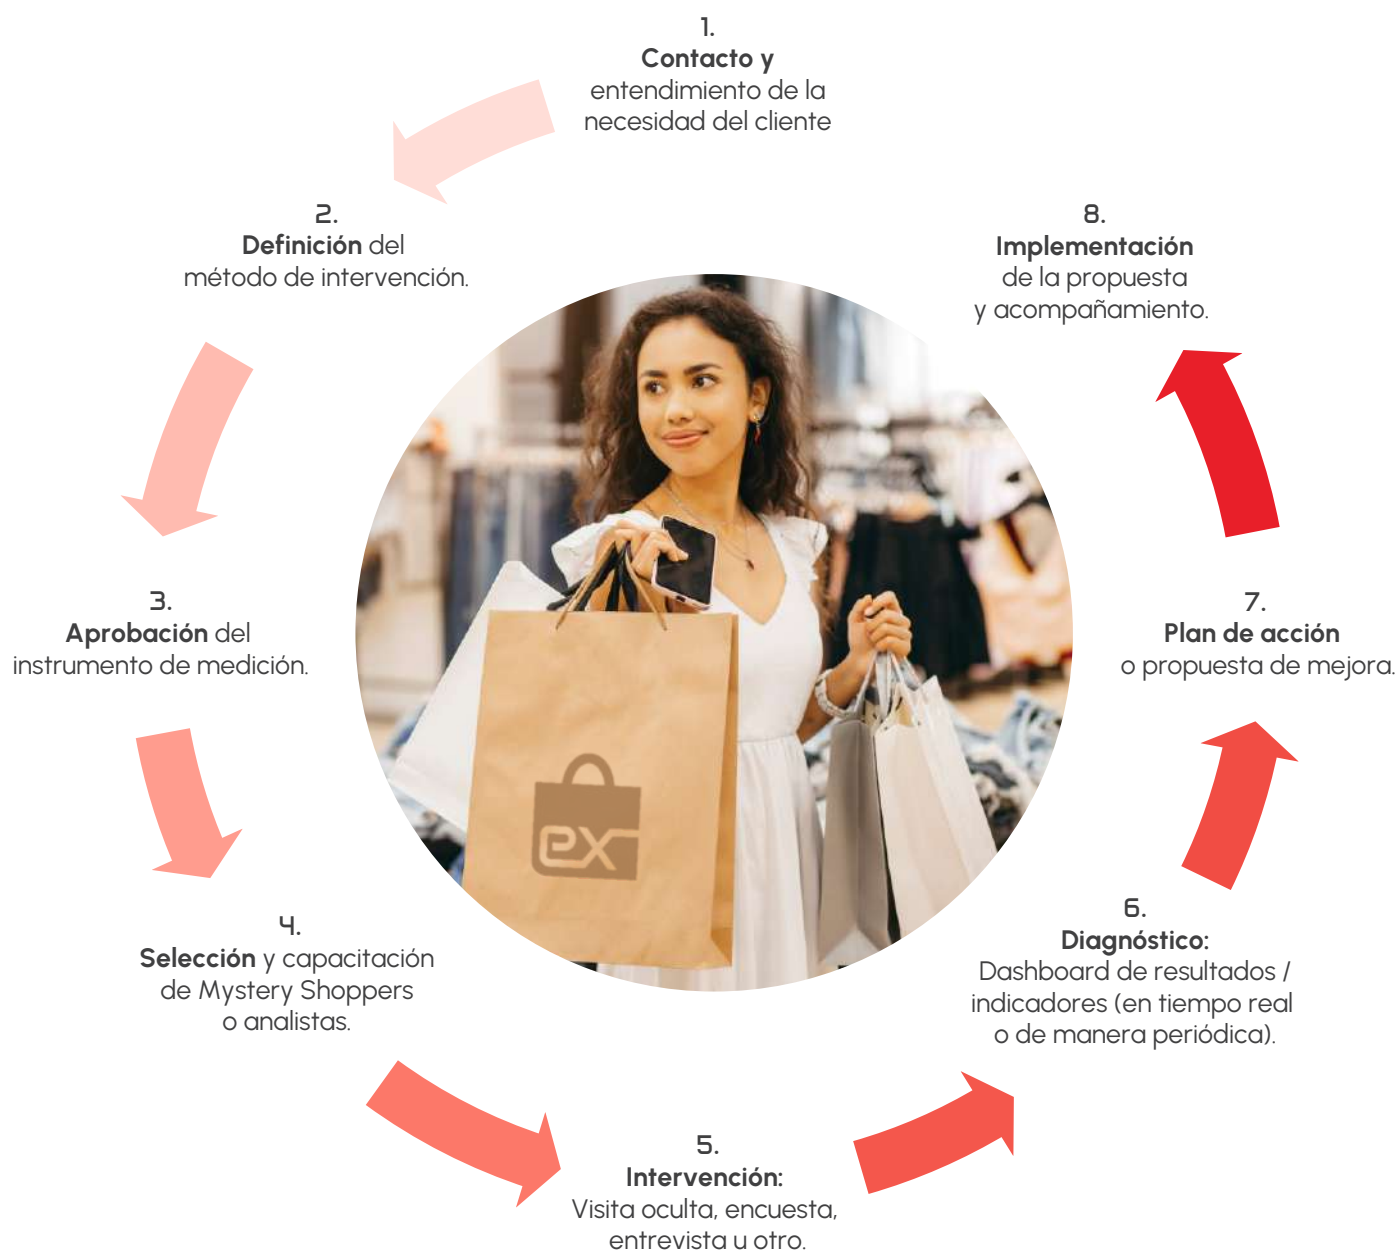 1.
Contacto y
entendimiento de la
necesidad del cliente
2.
Definición del
método de intervención.
3.
Aprobación del
instrumento de medición.
4.
Selección y capacitación
de Mystery Shoppers
o analistas.
5.
Intervención:
Visita oculta, encuesta,
entrevista u otro.
6.
Diagnóstico:
Dashboard de resultados /
indicadores (en tiempo real
o de manera periódica).
7.
Plan de acción
o propuesta de mejora.
8.
Implementación
de la propuesta
y acompañamiento.
ex